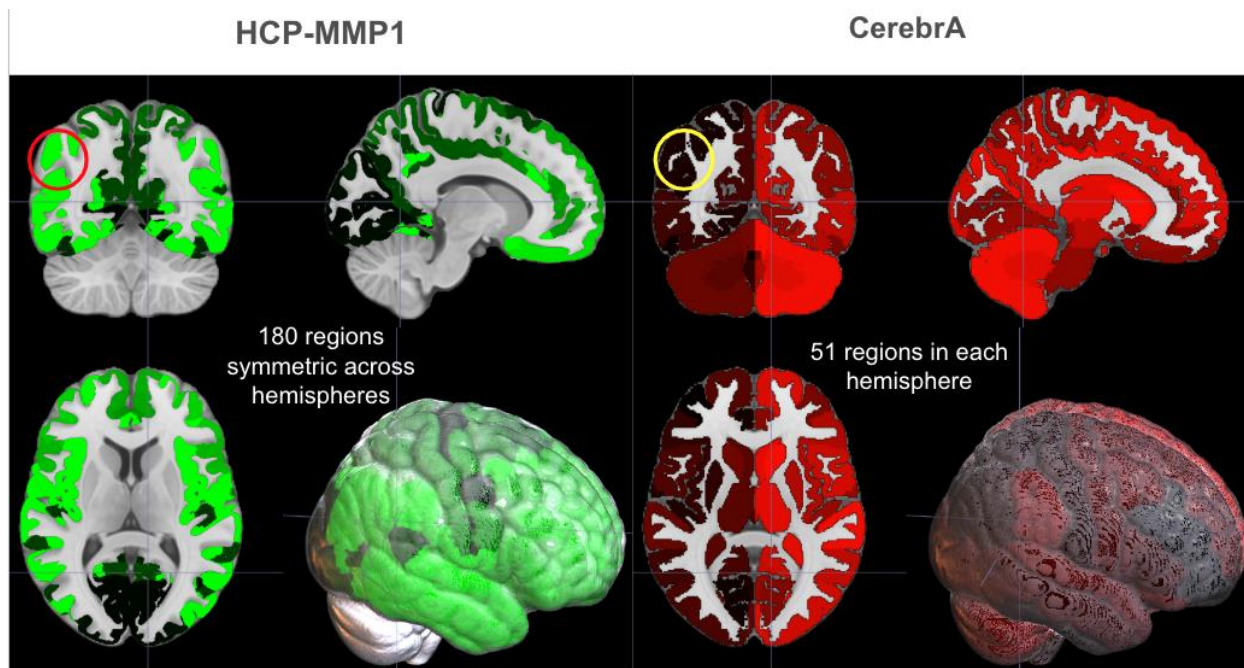 HCP-MMP1
CerebrA
180 regions
symmetric across
hemispheres
51 regions in each
hemisphere